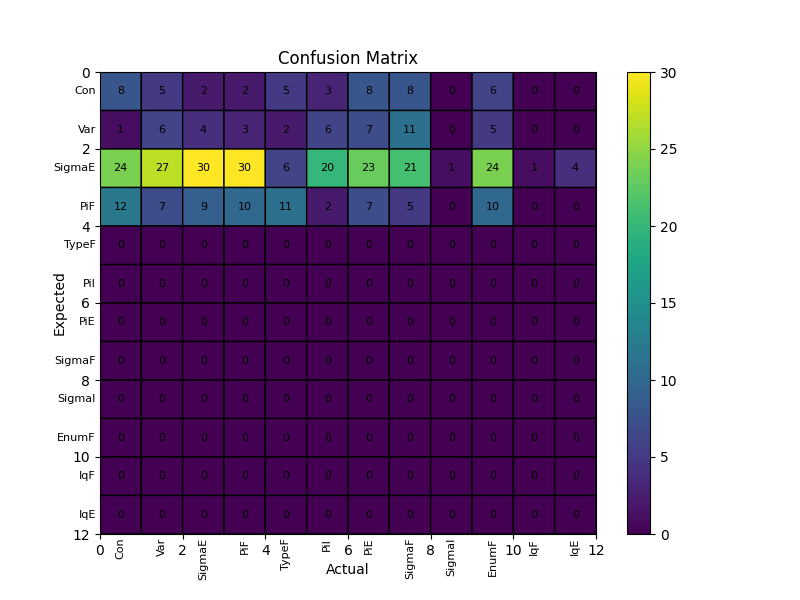 Confusion Matrix
0
Con 8 5 2 2 5 3 8 8 0 6 0 0 30
Var 1 6 4 3 2 6 7 11 0 5 0 0
2 25
SigmaE 24 27 30 30 6 20 23 21 1 24 1 4
PiF 12 7 9 10 11 2 7 5 0 10 0 0
4 20
TypeF 0 0 0 0 0 0 0 0 0 0 0 0
PiI 0 0 0 0 0 0 0 0 0 0 0 0
6 15
PiE 0 0 0 0 0 0 0 0 0 0 0 0
Expected
SigmaF 0 0 0 0 0 0 0 0 0 0 0 0
8 10
SigmaI 0 0 0 0 0 0 0 0 0 0 0 0
EnumF 0 0 0 0 0 0 0 0 0 0 0 0
10 5
IqF 0 0 0 0 0 0 0 0 0 0 0 0
IqE 0 0 0 0 0 0 0 0 0 0 0 0
12 0
0 2 4 6 8 10 12
Con Var SigmaE PiF TypeF PiI PiE SigmaF SigmaI EnumF IqF IqE
Actual